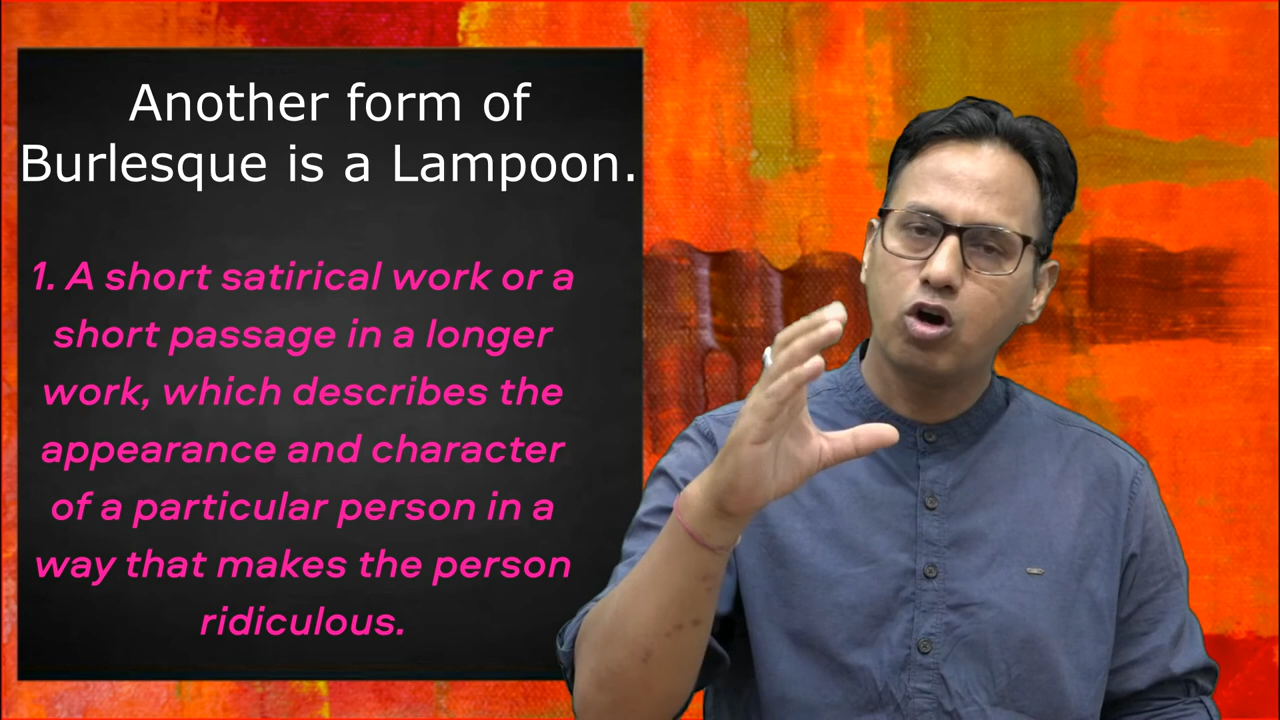 Another form of
Burlesque is a Lampoon.
1. A short satirical work or a
short passage in a longer
work, which describes the
appearance and character
of a particular person in a
way that makes the person
ridiculous.